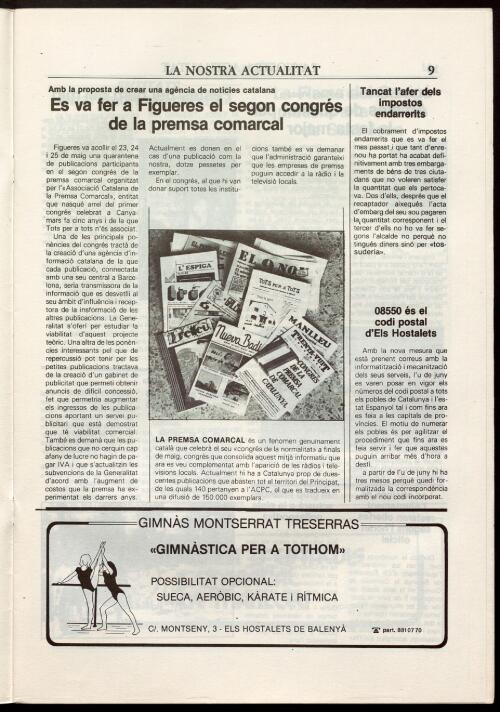 LA NOSTRA ACTUALITAT 9
Amb la proposta de crear una agència de notícies catalana
Es va fer a Figueres el segon congrés
de la premsa comarcal
Figueres va acollir el 23, 24
i 25 de maig una quarantena
de publicacions participants
en el segon congrés de la
premsa comarcal organitzat
per l'«Associació Catalana de
la Premsa Comarcal», entitat
que nasqué arrel del primer
congrés celebrat a Canya-
mars fa cinc anys i de la que
Tots per a tots n'és associat.
Una de les principals po-
nències del congrés tractà de
la creació d'una agència d'in-
formació catalana de la que
cada publicació, connectada
amb una seu central a Barce-
lona, seria transmissora de la
informació que es desvetlli al
seu àmbit d'influència i recep-
tora de la insformació de les
altres publicacions. La Gene-
ralitat s'oferí per estudiar la
viabilitat d'aquest projecte
teòric. Una altra de les ponèn-
cies interessants pel que de
repercussió pot tenir per les
petites publicacions tractava
de la creació d'un gabinet de
publicitat que permeti obtenir
anuncis de difícil concessió,
fet que permetria augmentar
els ingressos de les publica-
cions aportant un servei pu-
blicitari que està demostrat
que té viabilitat comercial.
També es demanà que les pu-
blicacions que no cerquin cap
afany de lucre no hagin de pa-
gar IVA i que s'actualitzin les
subvencions de la Generalitat
d'acord amb l'augment de
costos que la premsa ha ex-
perimentat els darrers anys.
Actualment es donen en el
cas d'una publicació com la
nostra, dotze pessetes per
exemplar.
En el congrés, al que hi van
donar suport totes les institu-
cions també es va demanar
que l'administració garanteixi
que les empreses de premsa
puguin accedir a la ràdio i la
televisió locals.
L'ESPIGA
EL 9 NOU
TOTS PER A TOTS
MANLLEU
CONGRÉS
PREMSA
COMARCAL
DE CATALUNYA
LA PREMSA COMARCAL és un fenomen genuinament
català que celebrà el seu «congrés de la normalitat» a finals
de maig, congrés que consolida aquest mitjà informatiu que
ara es veu complementat amb l'aparició de les ràdios i tele-
visions locals. Actualment hi ha a Catalunya prop de dues-
centes publicacions que abasten tot el territori del Principat,
de les quals 140 pertanyen a l'ACPC, el que es tradueix en
una difusió de 150.000 exemplars.
Tancat l'afer dels
impostos
endarrerits
El cobrament d'impostos
endarrerits que es va fer el
mes passat i que tant d'enre-
nou ha portat ha acabat defi-
nitivament amb tres embarga-
ments de béns de tres ciuta-
dans que no volien satisfer
la quantitat que els pertoca-
va. Dos d'ells, després que el
recaptador aixequés l'acta
d'embarg del seu sou pagaren
la quantitat corresponent i el
tercer d'ells no ho va fer se-
gons l'alcalde no perquè no
tingués diners sinó per «tos-
suderia».
08550 és el
codi postal
d'Els Hostalets
Amb la nova mesura que
està prenent correus amb la
informatització i mecanització
dels seus serveis, l'u de juny
es varen posar en vigor els
números del codi postal a tots
els pobles de Catalunya i l'es-
tat Espanyol tal i com fins ara
es feia a les capitals de pro-
víncies. El motiu de numerar
els pobles és per agilitzar el
procediment que fins ara es
feia servir i fer que aquestes
puguin arribar més d'hora a
destí.
a partir de l'u de juny hi ha
tres mesos perquè quedi for-
malitzada la correspondència
amb el nou codi incorporat.
GIMNÀS MONTSERRAT TRESERRAS
«GIMNÀSTICA PER A TOTHOM»
POSSIBILITAT OPCIONAL:
SUECA, AERÒBIC, KÀRATE I RÍTMICA
C/. MONTSENY, 3 - ELS HOSTALETS DE BALENYÀ ☎ part. 8810770